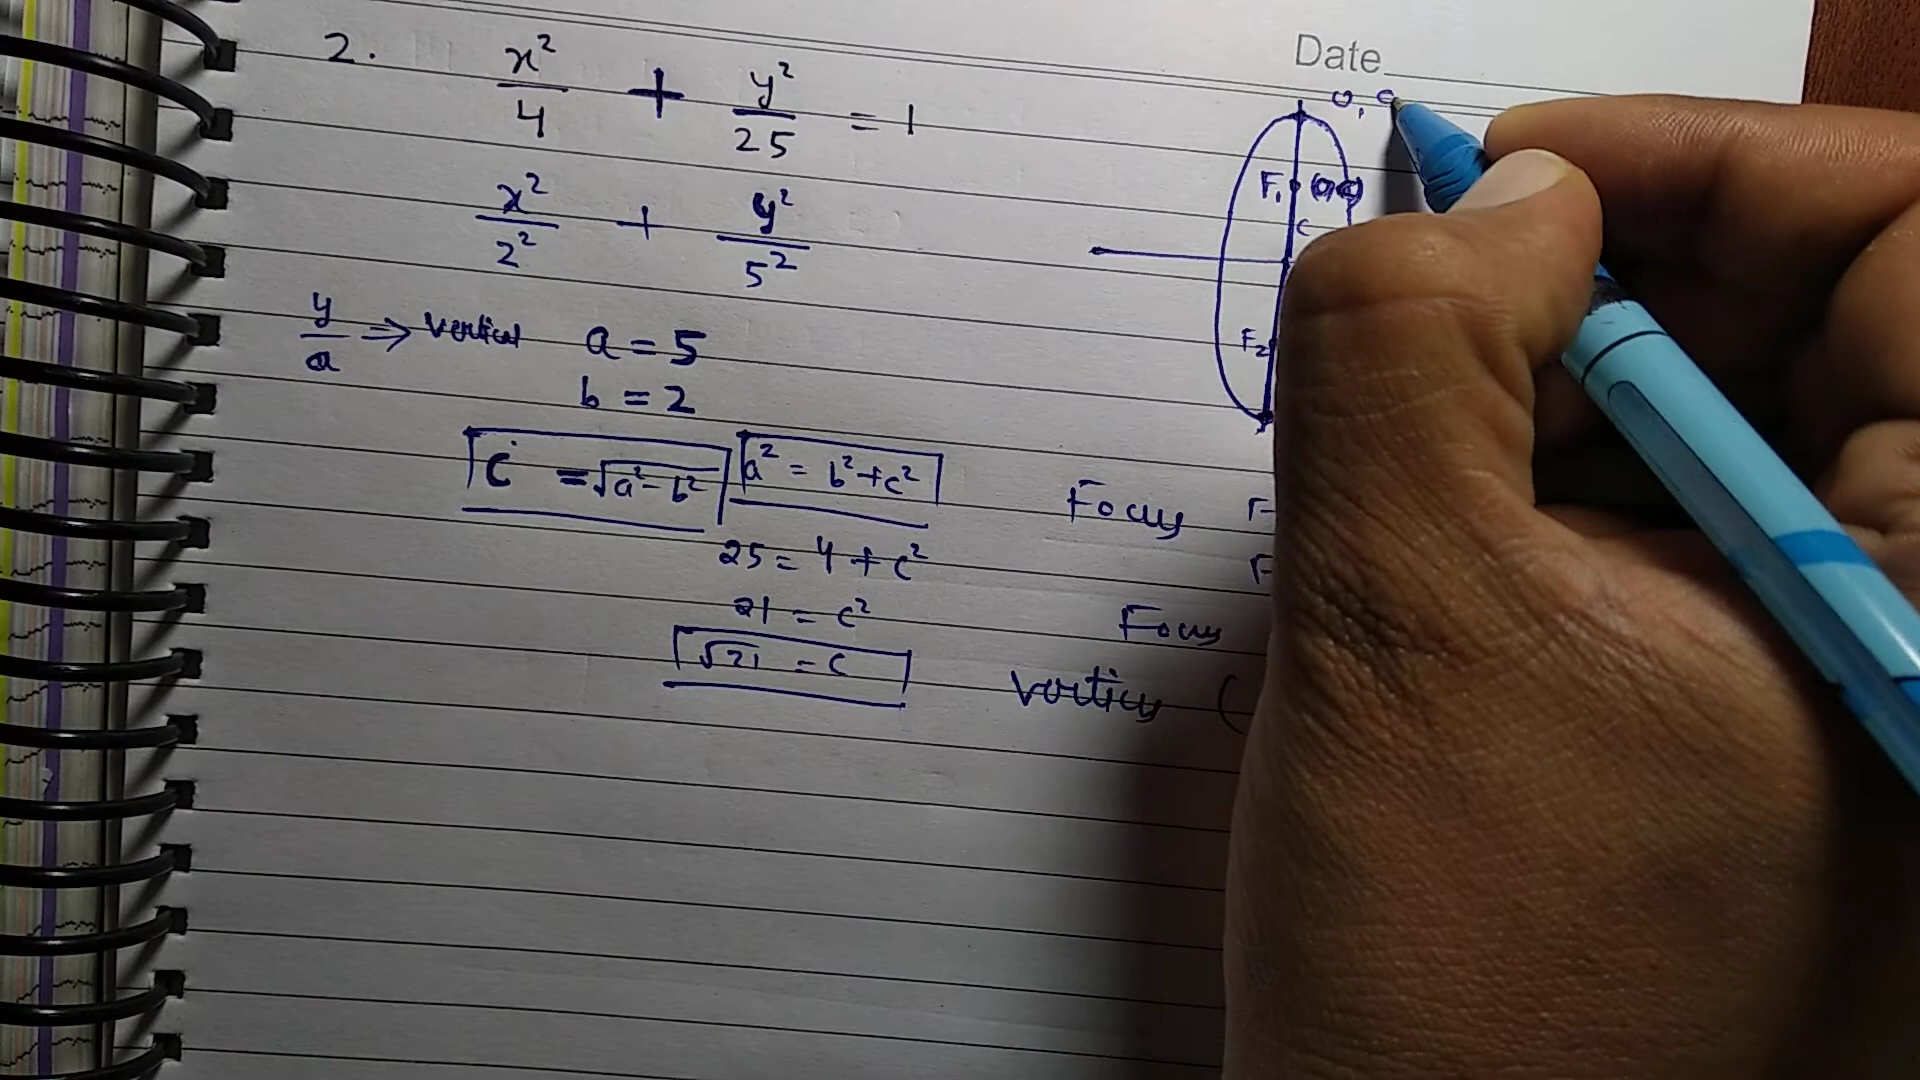 Date
2. x²/4 + y²/25 = 1
0,
x²/2² + y²/5²
F₁
c
y/a ⇒ vertical a = 5
F₂
b = 2
c = √a² - b² a² = b² + c²
Focus F
25 = 4 + c²
F
21 = c²
Focus
√21 = c
Vertices (